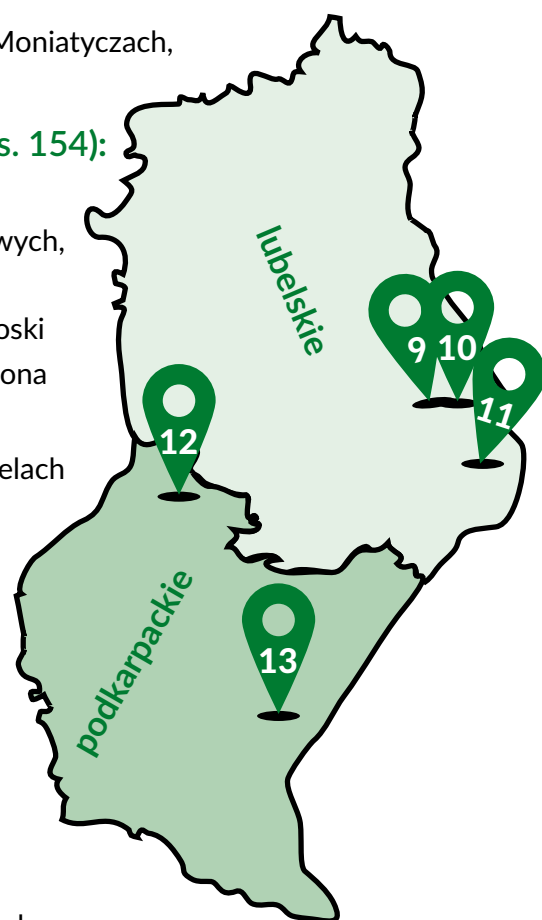 Moniatyczach,
s. 154):
wych,
oski
ona
elach
lubelskie
9 10
11
12
podkarpackie
13